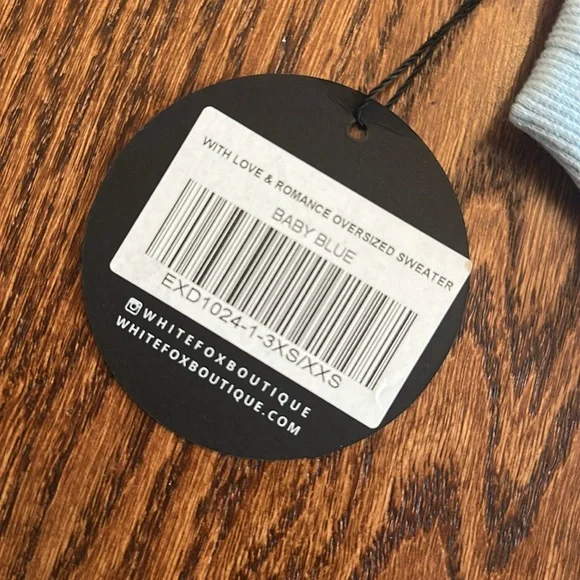 WITH LOVE & ROMANCE OVERSIZED SWEATER
BABY BLUE
EXD1024-1-3XS/XXS
WHITEFOXBOUTIQUE
WHITEFOXBOUTIQUE.COM